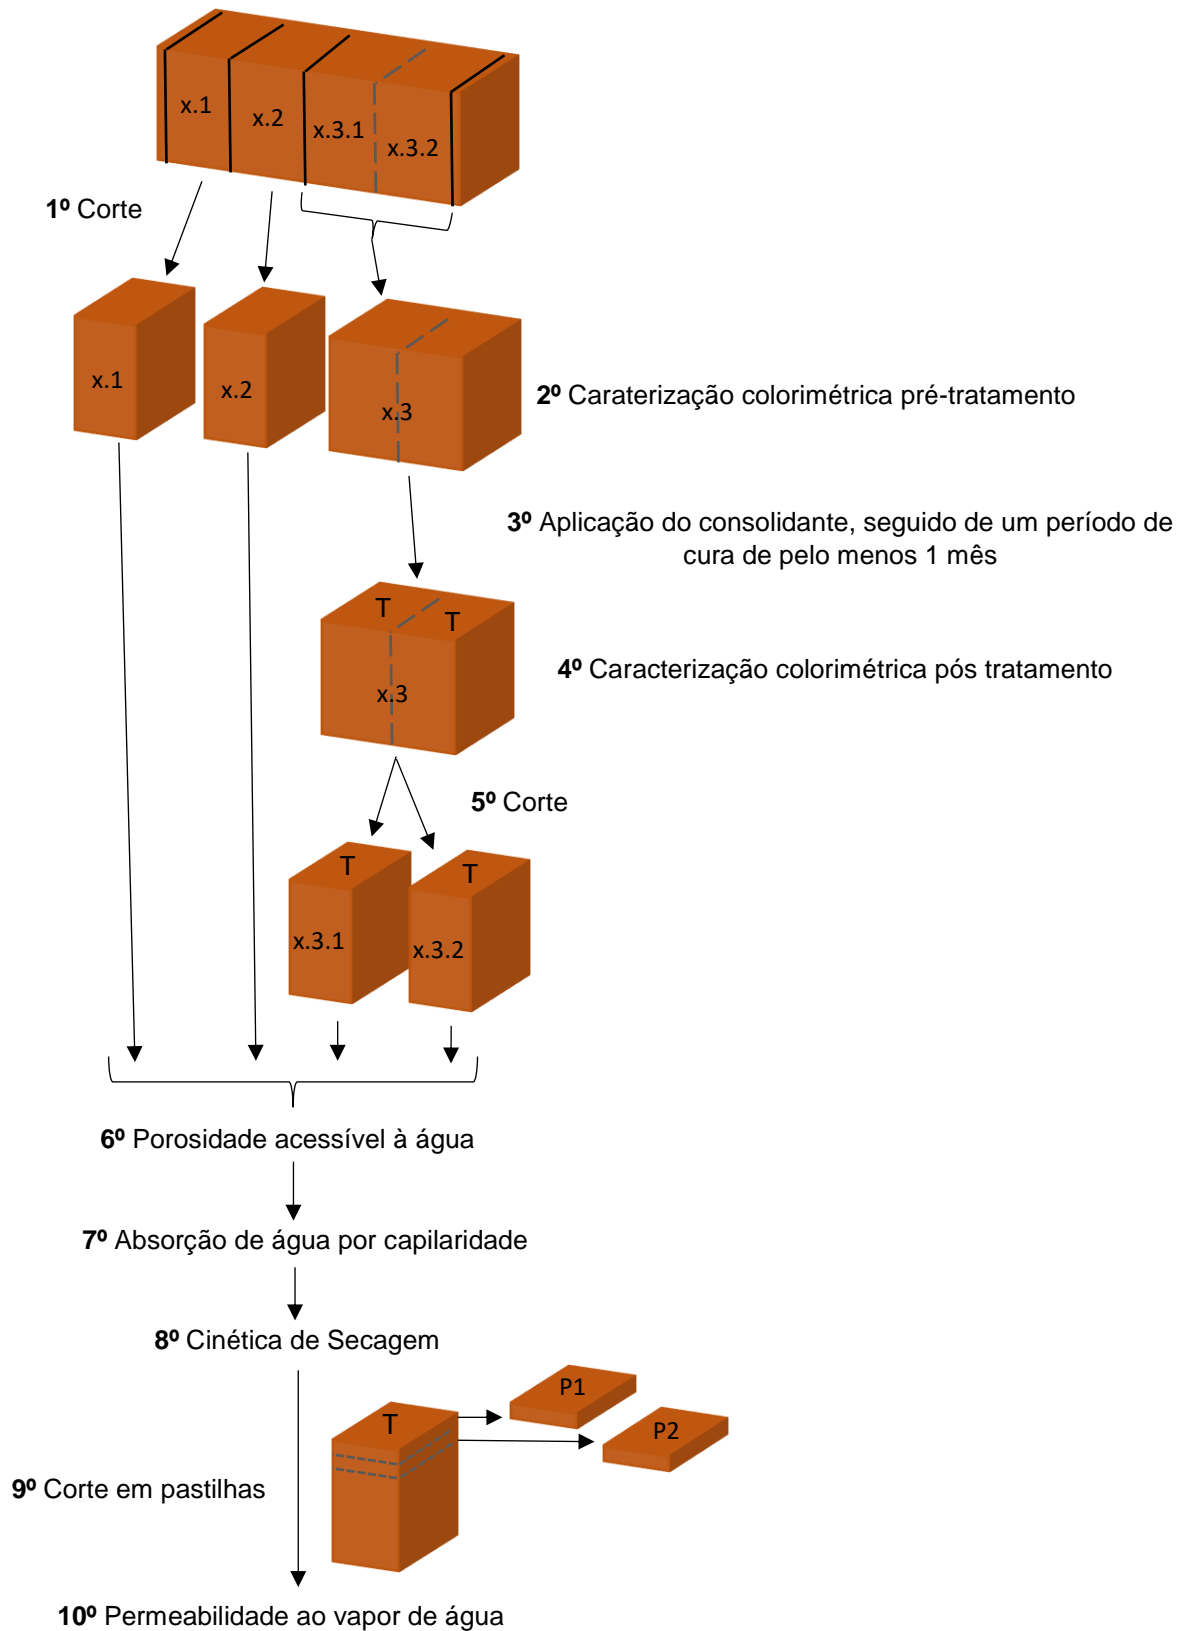 x.1
x.2
x.3.1
x.3.2
1º Corte
x.1
x.2
x.3
2º Caraterização colorimétrica pré-tratamento
3º Aplicação do consolidante, seguido de um período de
cura de pelo menos 1 mês
T
T
x.3
4º Caracterização colorimétrica pós tratamento
5º Corte
T
T
x.3.1
x.3.2
6º Porosidade acessível à água
7º Absorção de água por capilaridade
8º Cinética de Secagem
P1
T
P2
9º Corte em pastilhas
10º Permeabilidade ao vapor de água